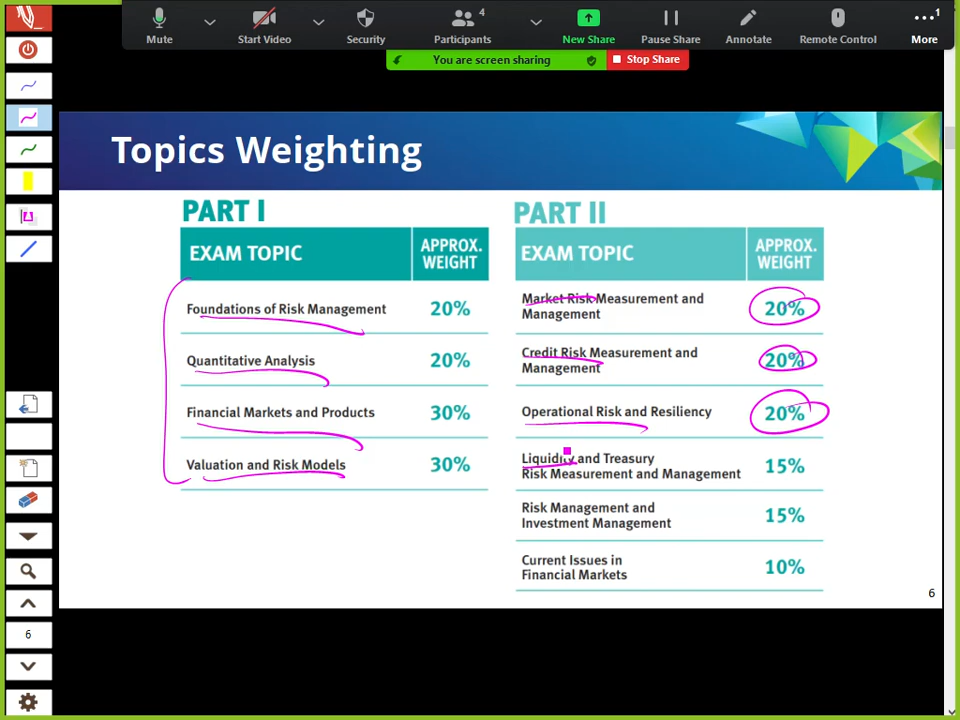 4
1
Mute
Start Video
Security
Participants
New Share
Pause Share
Annotate
Remote Control
More
You are screen sharing
Stop Share
Topics Weighting
PART I
EXAM TOPIC
APPROX.
WEIGHT
Foundations of Risk Management
20%
Quantitative Analysis
20%
Financial Markets and Products
30%
Valuation and Risk Models
30%
PART II
EXAM TOPIC
APPROX.
WEIGHT
Market Risk Measurement and
Management
20%
Credit Risk Measurement and
Management
20%
Operational Risk and Resiliency
20%
Liquidity and Treasury
Risk Measurement and Management
15%
Risk Management and
Investment Management
15%
Current Issues in
Financial Markets
10%
6
6